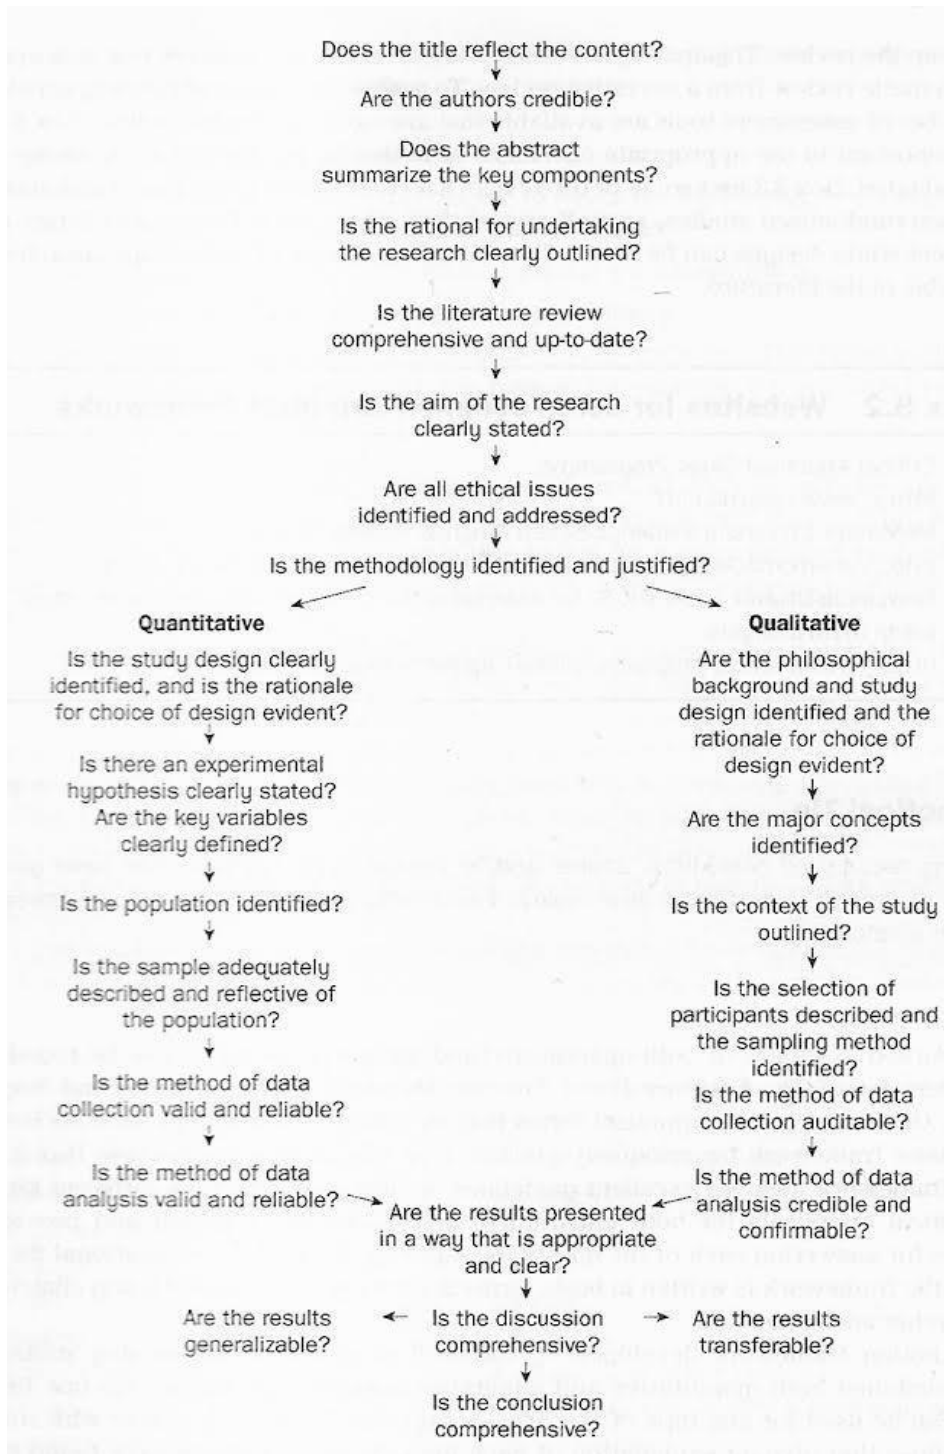 Does the title reflect the content?
Are the authors credible?
Does the abstract
summarize the key components?
Is the rational for undertaking
the research clearly outlined?
Is the literature review
comprehensive and up-to-date?
Is the aim of the research
clearly stated?
Are all ethical issues
identified and addressed?
Is the methodology identified and justified?
Quantitative
Is the study design clearly
identified, and is the rationale
for choice of design evident?
Is there an experimental
hypothesis clearly stated?
Are the key variables
clearly defined?
Is the population identified?
Is the sample adequately
described and reflective of
the population?
Is the method of data
collection valid and reliable?
Is the method of data
analysis valid and reliable?
Qualitative
Are the philosophical
background and study
design identified and the
rationale for choice of
design evident?
Are the major concepts
identified?
Is the context of the study
outlined?
Is the selection of
participants described and
the sampling method
identified?
Is the method of data
collection auditable?
Is the method of data
analysis credible and
confirmable?
Are the results presented
in a way that is appropriate
and clear?
Are the results
generalizable?
Is the discussion
comprehensive?
Are the results
transferable?
Is the conclusion
comprehensive?